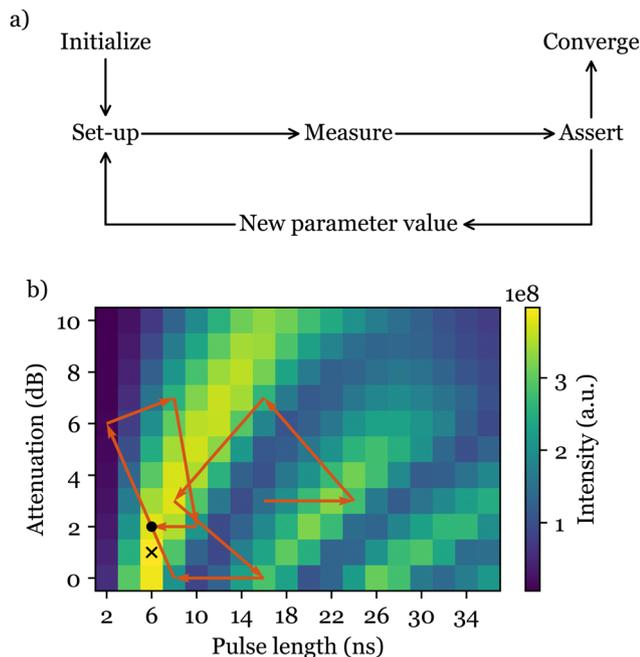 a)
Initialize
Converge
Set-up
Measure
Assert
New parameter value
b)
1e8
10
8
6
4
2
0
Attenuation (dB)
2 6 10 14 18 22 26 30 34
Pulse length (ns)
3
2
1
Intensity (a.u.)